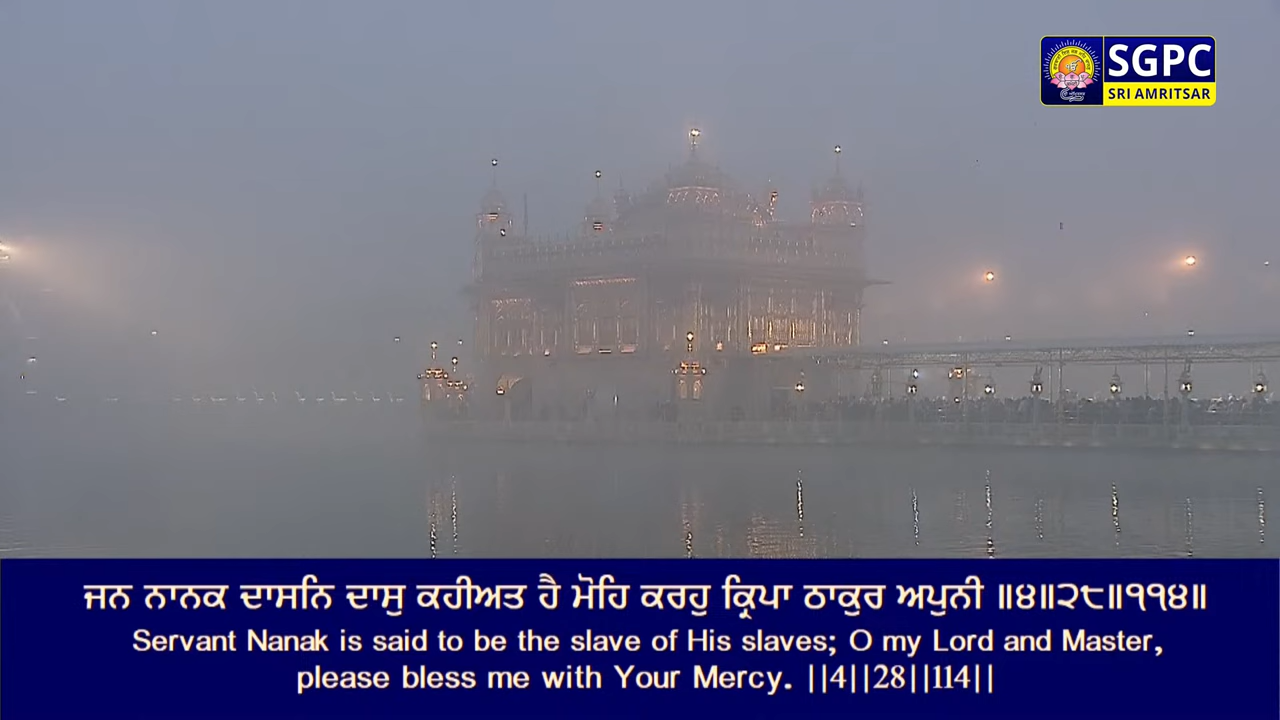 SGPC
SRI AMRITSAR
ਜਨ ਨਾਨਕ ਦਾਸਨਿ ਦਾਸੁ ਕਹੀਅਤ ਹੈ ਮੋਹਿ ਕਰਹੁ ਕ੍ਰਿਪਾ ਠਾਕੁਰ ਅਪੁਨੀ ॥੪॥੨੮॥੧੧੪॥
Servant Nanak is said to be the slave of His slaves; O my Lord and Master,
please bless me with Your Mercy. ||4||28||114||